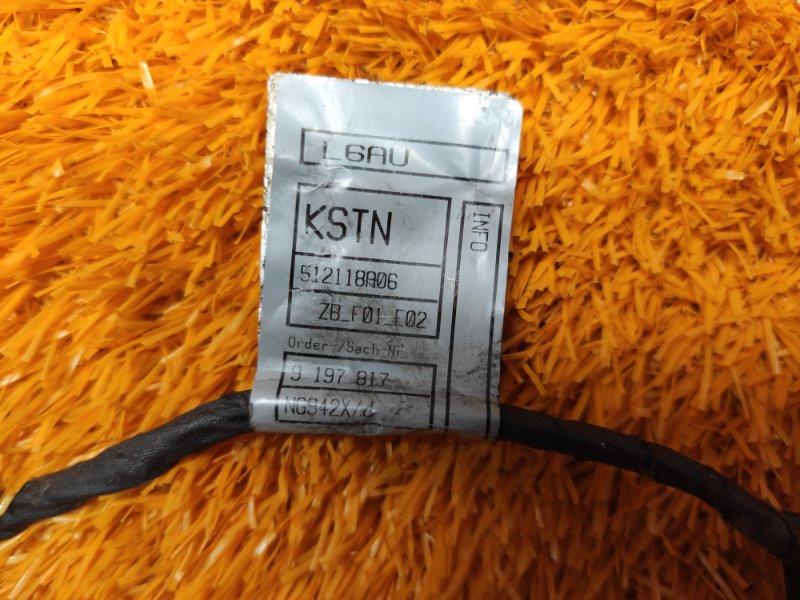 L6AU
KSTN
INFO
512118A06
ZB_F01_F02
Order-/Sach Nr.
9 197 817